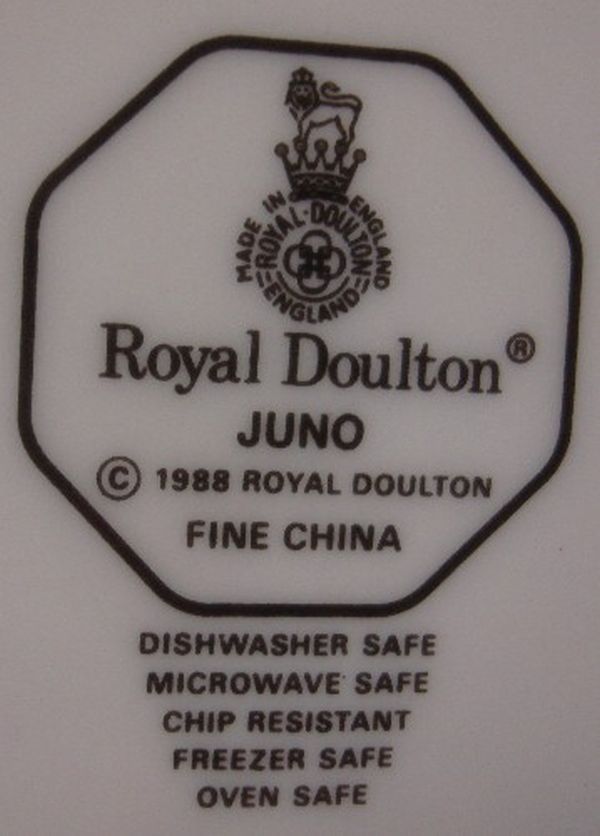 MADE IN ENGLAND
ROYAL·DOULTON
ENGLAND
Royal Doulton®
JUNO
© 1988 ROYAL DOULTON
FINE CHINA
DISHWASHER SAFE
MICROWAVE SAFE
CHIP RESISTANT
FREEZER SAFE
OVEN SAFE